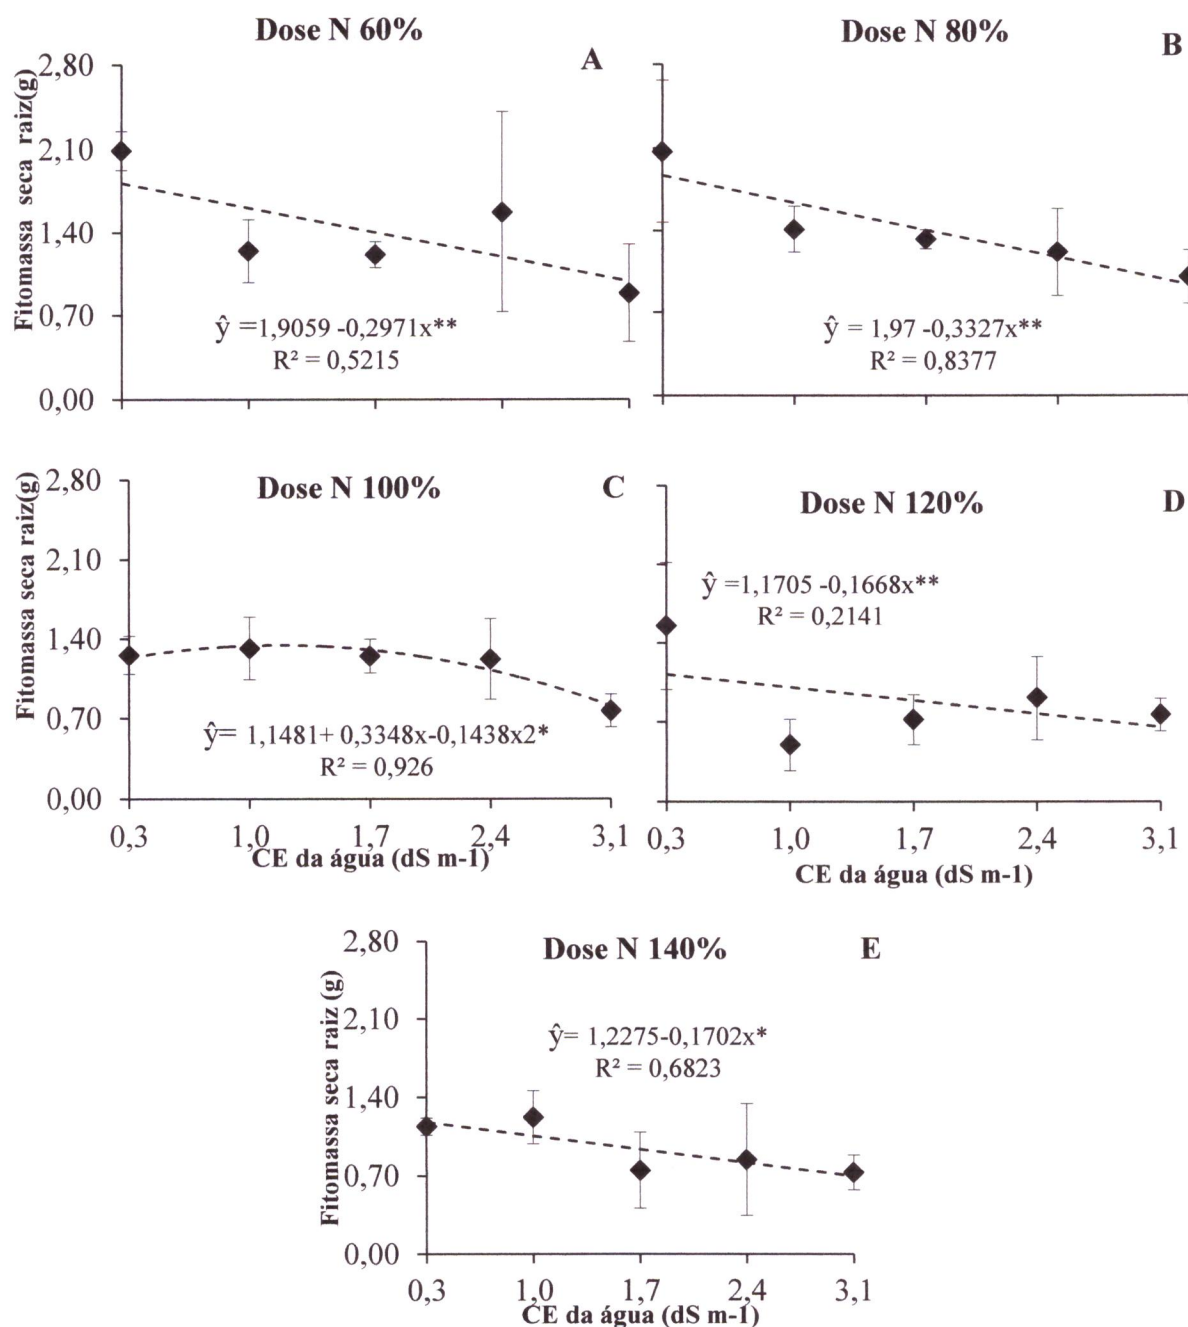 Dose N 60%
A
Fitomassa seca raiz(g)
2,80
2,10
1,40
0,70
0,00
ŷ =1,9059 -0,2971x**
R² = 0,5215
Dose N 80%
B
ŷ = 1,97 -0,3327x**
R² = 0,8377
Dose N 100%
C
Fitomassa seca raiz(g)
2,80
2,10
1,40
0,70
0,00
ŷ= 1,1481+ 0,3348x-0,1438x2*
R² = 0,926
0,3 1,0 1,7 2,4 3,1
CE da água (dS m-1)
Dose N 120%
D
ŷ =1,1705 -0,1668x**
R² = 0,2141
0,3 1,0 1,7 2,4 3,1
CE da água (dS m-1)
Dose N 140%
E
Fitomassa seca raiz (g)
2,80
2,10
1,40
0,70
0,00
ŷ= 1,2275-0,1702x*
R² = 0,6823
0,3 1,0 1,7 2,4 3,1
CE da água (dS m-1)